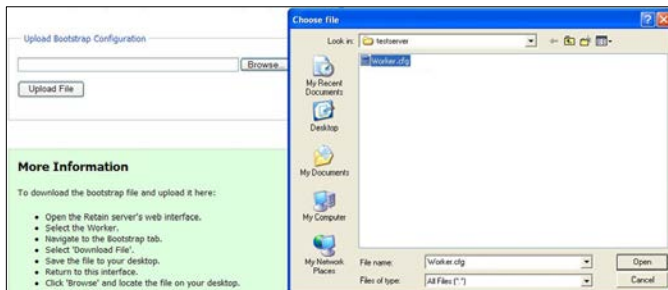 Upload Bootstrap Configuration
Browse...
Upload File
More Information
To download the bootstrap file and upload it here:
Open the Retain server's web interface.
Select the Worker.
Navigate to the Bootstrap tab.
Select 'Download File'.
Save the file to your desktop.
Return to this interface.
Click 'Browse' and locate the file on your desktop.
Choose file
Look in:
testserver
Worker.cfg
My Recent
Documents
Desktop
My Documents
My Computer
My Network
Places
File name:
Worker.cfg
Open
Files of type:
All Files (*.*)
Cancel